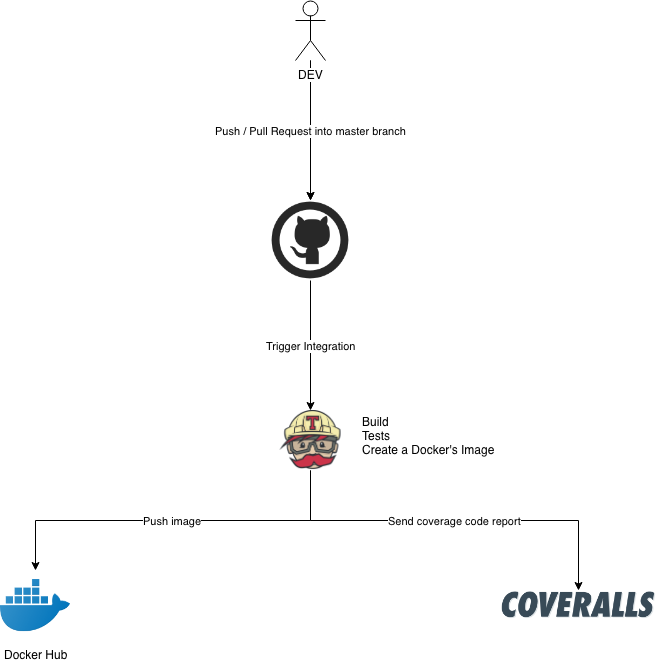 DEV
Push / Pull Request into master branch
Trigger Integration
T
Build
Tests
Create a Docker's Image
Push image
Send coverage code report
COVERALLS
Docker Hub